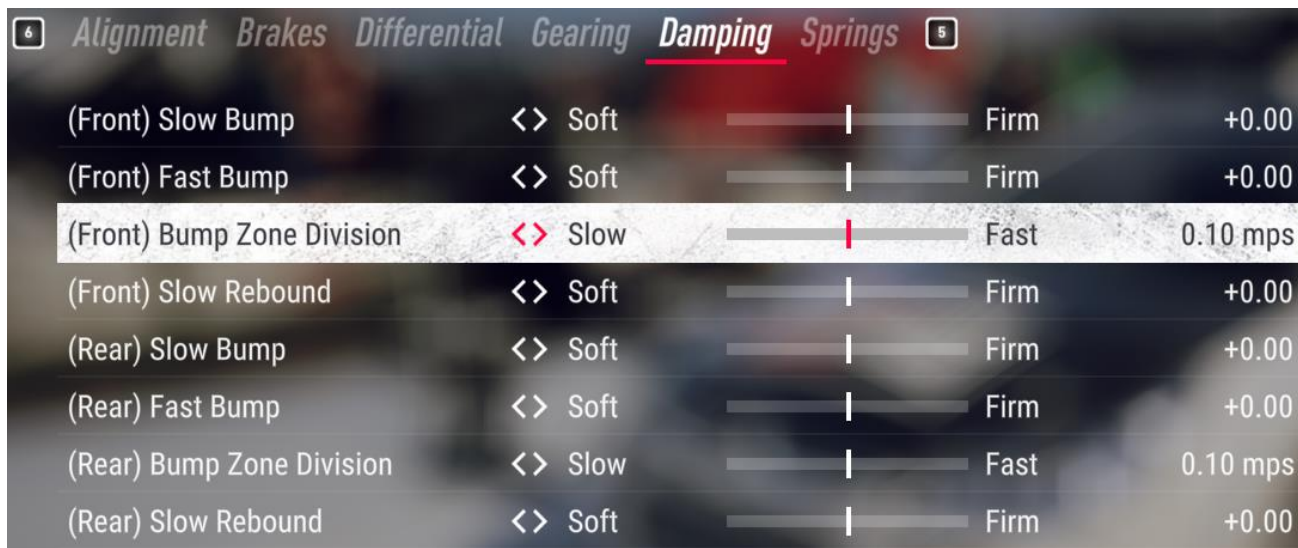 6 Alignment Brakes Differential Gearing Damping Springs 5
(Front) Slow Bump <> Soft Firm +0.00
(Front) Fast Bump <> Soft Firm +0.00
(Front) Bump Zone Division <> Slow Fast 0.10 mps
(Front) Slow Rebound <> Soft Firm +0.00
(Rear) Slow Bump <> Soft Firm +0.00
(Rear) Fast Bump <> Soft Firm +0.00
(Rear) Bump Zone Division <> Slow Fast 0.10 mps
(Rear) Slow Rebound <> Soft Firm +0.00